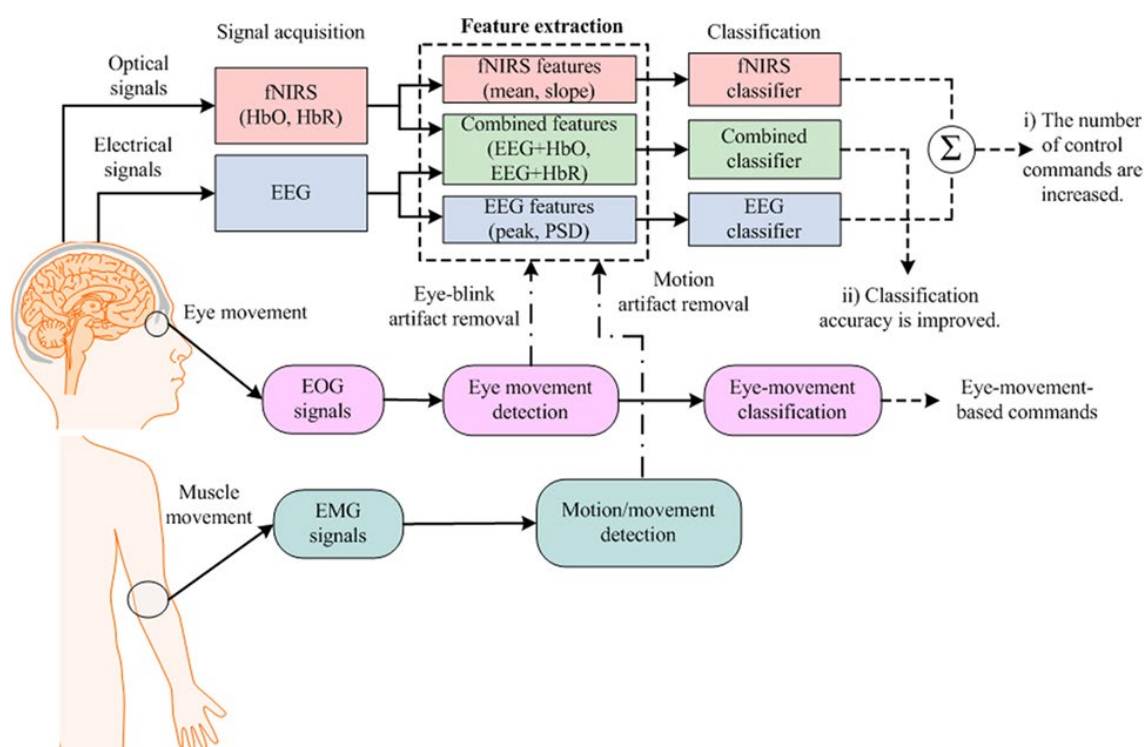 Signal acquisition
Feature extraction
Classification
Optical
signals
fNIRS
(HbO, HbR)
fNIRS features
(mean, slope)
fNIRS
classifier
Electrical
signals
EEG
Combined features
(EEG+HbO,
EEG+HbR)
Combined
classifier
EEG features
(peak, PSD)
EEG
classifier
Σ
i) The number
of control
commands are
increased.
ii) Classification
accuracy is improved.
Eye-blink
artifact removal
Motion
artifact removal
Eye movement
EOG
signals
Eye movement
detection
Eye-movement
classification
Eye-movement-
based commands
Muscle
movement
EMG
signals
Motion/movement
detection